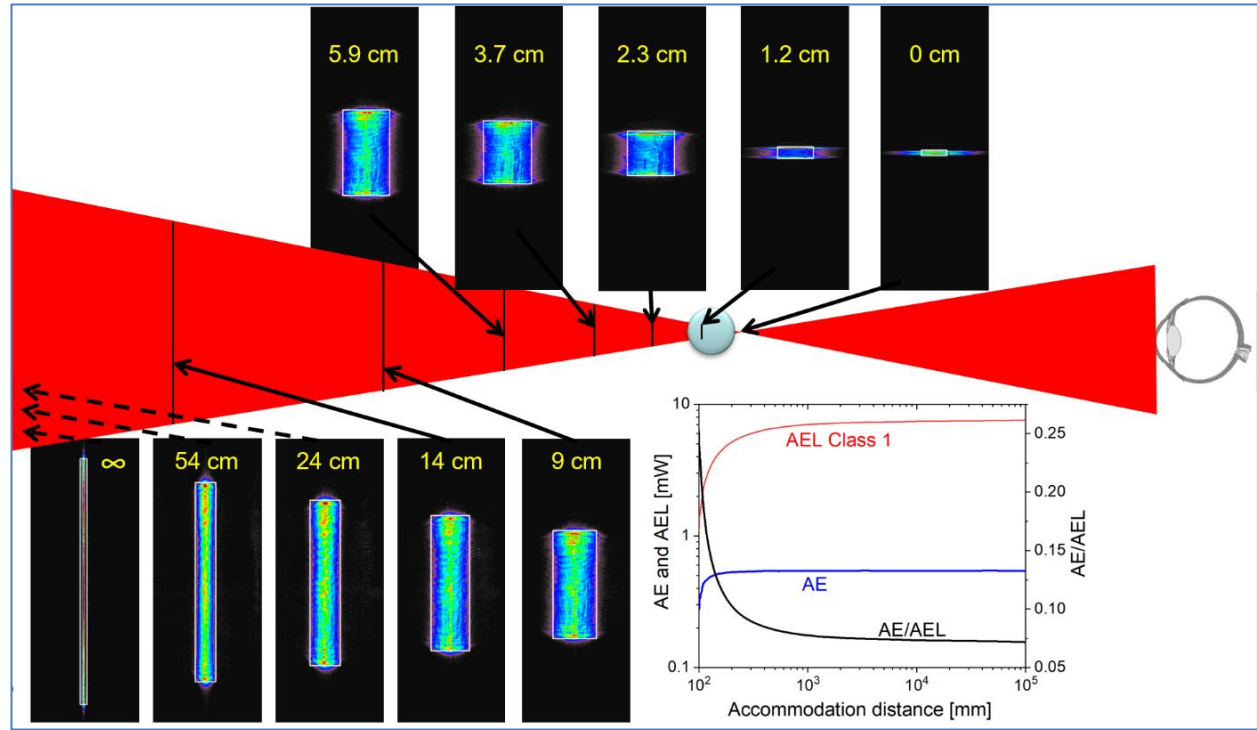 5.9 cm
3.7 cm
2.3 cm
1.2 cm
0 cm
∞
54 cm
24 cm
14 cm
9 cm
10
1
0.1
AE and AEL [mW]
AEL Class 1
AE
AE/AEL
0.25
0.20
0.15
0.10
0.05
AE/AEL
10²
10³
10⁴
10⁵
Accommodation distance [mm]